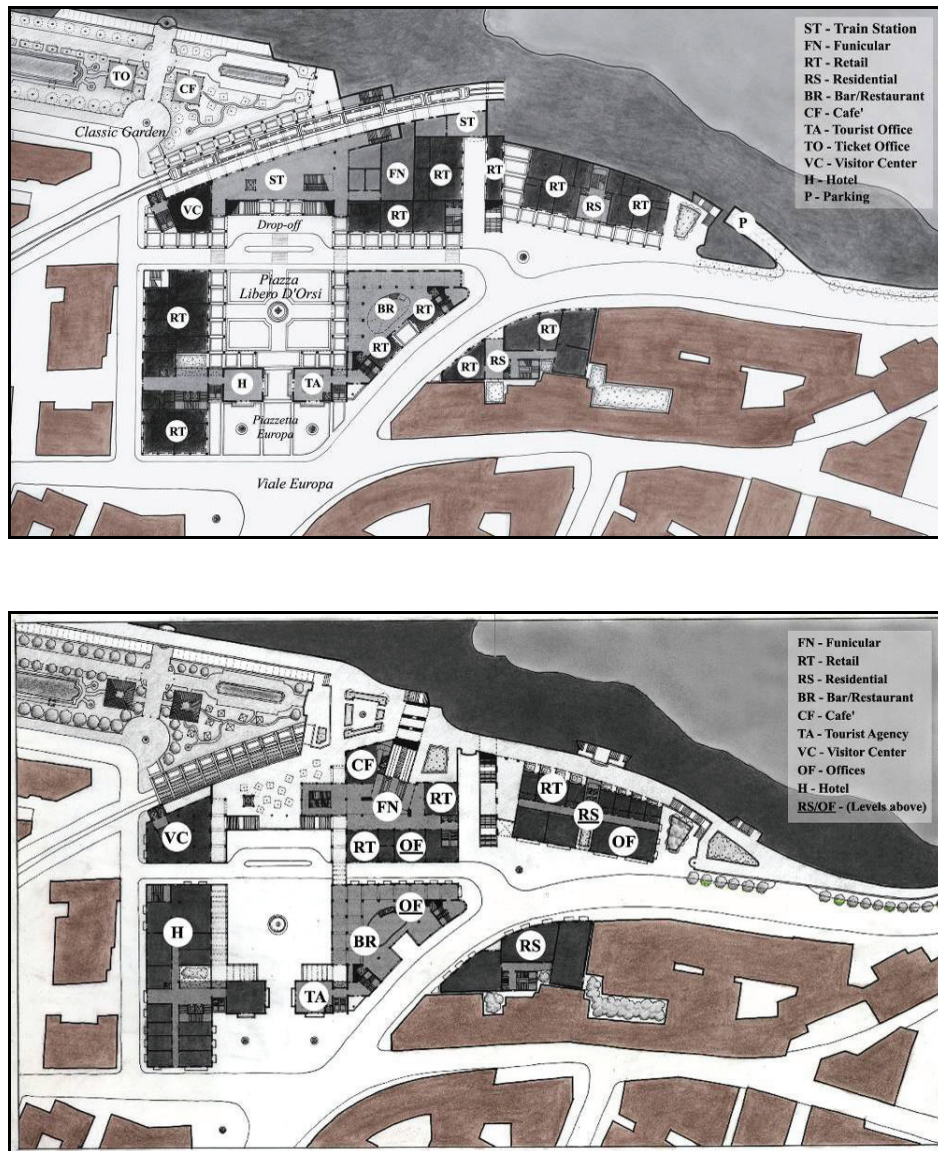 ST - Train Station
FN - Funicular
RT - Retail
RS - Residential
BR - Bar/Restaurant
CF - Cafe'
TA - Tourist Office
TO - Ticket Office
VC - Visitor Center
H - Hotel
P - Parking
TO
CF
Classic Garden
ST
ST
FN
RT
RT
VC
RT
RT
RS
RT
P
Drop-off
Piazza
Libero D'Orsi
RT
BR
RT
RT
RT
RT
RS
H
TA
RT
Piazzetta
Europa
Viale Europa
FN - Funicular
RT - Retail
RS - Residential
BR - Bar/Restaurant
CF - Cafe'
TA - Tourist Agency
VC - Visitor Center
OF - Offices
H - Hotel
RS/OF - (Levels above)
CF
FN
RT
RT
RS
VC
RT
OF
OF
OF
H
BR
RS
TA